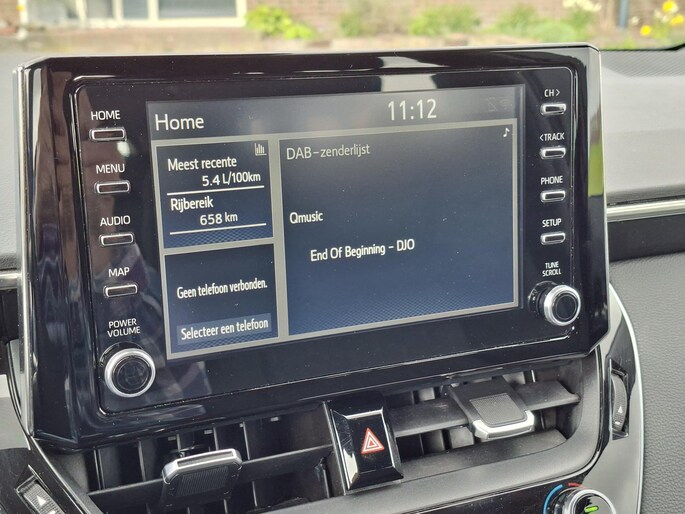 HOME
MENU
AUDIO
MAP
POWER
VOLUME
Home
11:12
Meest recente
5.4 L/100km
Rijbereik
658 km
Geen telefoon verbonden.
Selecteer een telefoon
DAB-zenderlijst
Qmusic
End Of Beginning - DJO
CH >
<TRACK
PHONE
SETUP
TUNE
SCROLL